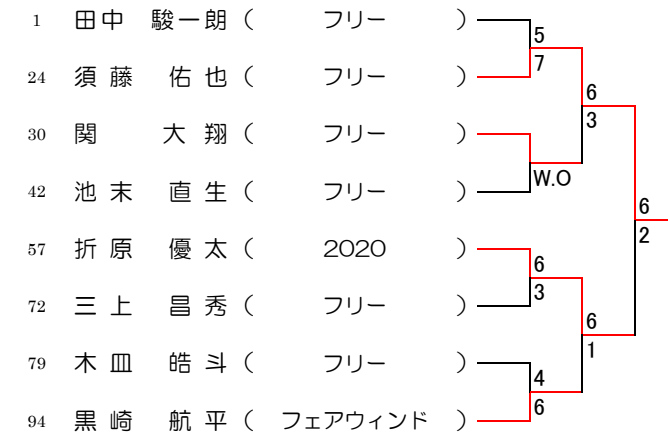 1 田中 駿一朗 ( フリー )
5
7
24 須藤 佑也 ( フリー )
6
3
30 関 大翔 ( フリー )
W.O
42 池末 直生 ( フリー )
6
2
57 折原 優太 ( 2020 )
6
3
72 三上 昌秀 ( フリー )
6
1
79 木皿 皓斗 ( フリー )
4
6
94 黒崎 航平 ( フェアウィンド )